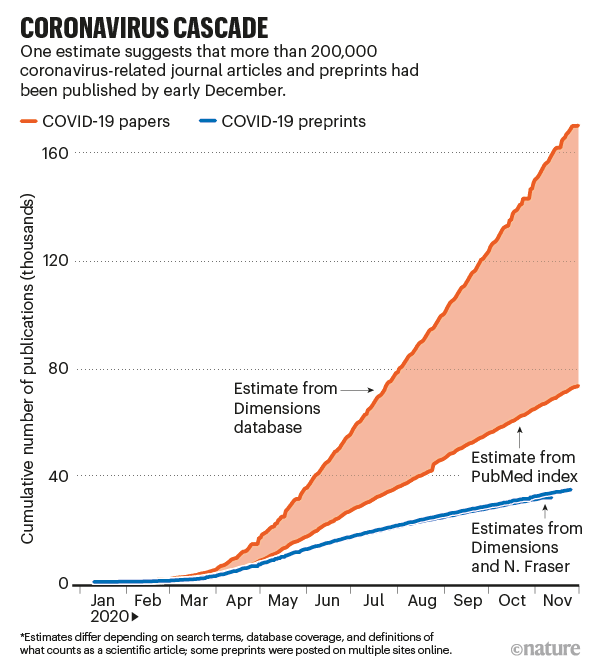 CORONAVIRUS CASCADE
One estimate suggests that more than 200,000
coronavirus-related journal articles and preprints had
been published by early December.
COVID-19 papers COVID-19 preprints
Cumulative number of publications (thousands)
160
120
80
40
0
Estimate from
Dimensions
database
Estimate from
PubMed index
Estimates from
Dimensions
and N. Fraser
Jan Feb Mar Apr May Jun Jul Aug Sep Oct Nov
2020▶
*Estimates differ depending on search terms, database coverage, and definitions of
what counts as a scientific article; some preprints were posted on multiple sites online.
©nature